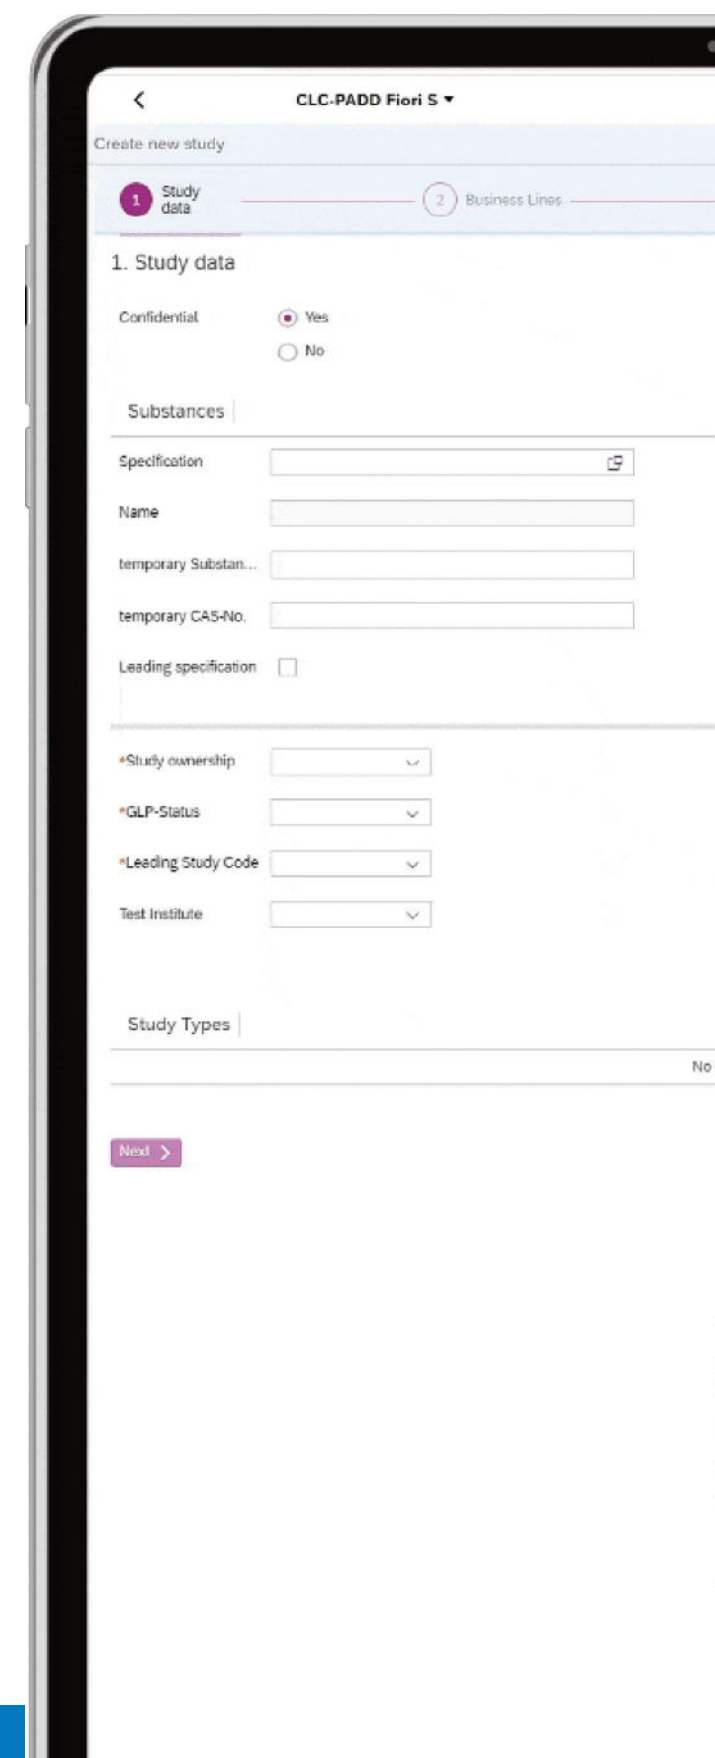 CLC-PADD Fiori S
Create new study
1 Study data
2 Business Lines
1. Study data
Confidential
Yes
No
Substances
Specification
Name
temporary Substan...
temporary CAS-No.
Leading specification
*Study ownership
*GLP-Status
*Leading Study Code
Test Institute
Study Types
No
Next